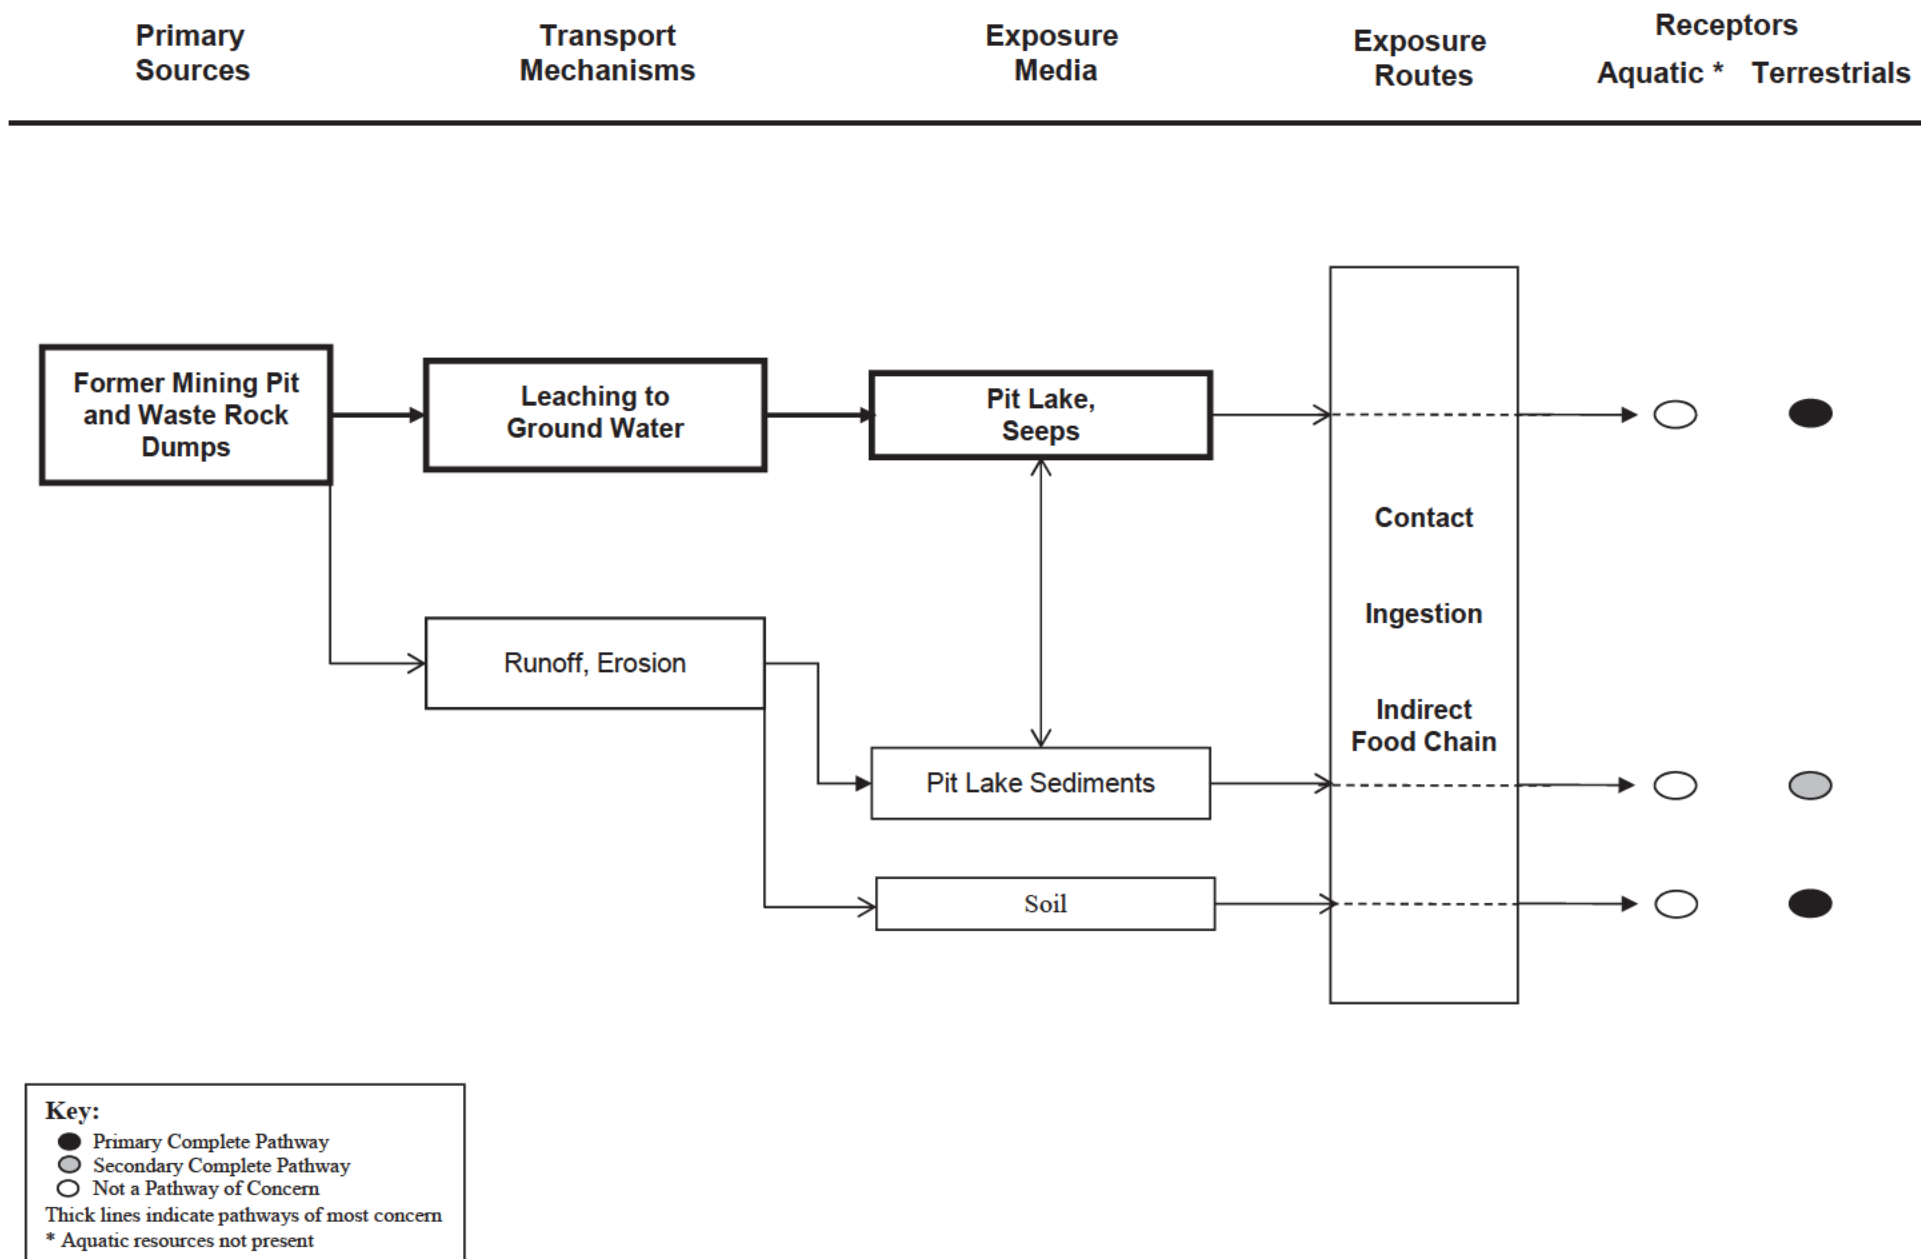 Primary
Sources
Transport
Mechanisms
Exposure
Media
Exposure
Routes
Receptors
Aquatic * Terrestrials
Former Mining Pit
and Waste Rock
Dumps
Leaching to
Ground Water
Pit Lake,
Seeps
Contact
Ingestion
Indirect
Food Chain
Runoff, Erosion
Pit Lake Sediments
Soil
Key:
Primary Complete Pathway
Secondary Complete Pathway
Not a Pathway of Concern
Thick lines indicate pathways of most concern
* Aquatic resources not present